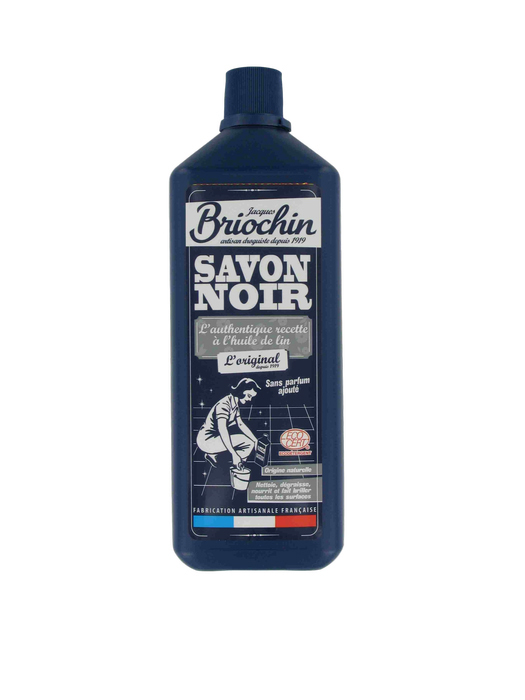 Jacques
Briochin
artisan droguiste depuis 1919
SAVON
NOIR
L'authentique recette
à l'huile de lin
L'original
depuis 1919
Sans parfum
ajouté
ECO
CERT
ECODETERGENT
Origine naturelle
Nettoie, dégraisse,
nourrit et fait briller
toutes les surfaces
FABRICATION ARTISANALE FRANÇAISE